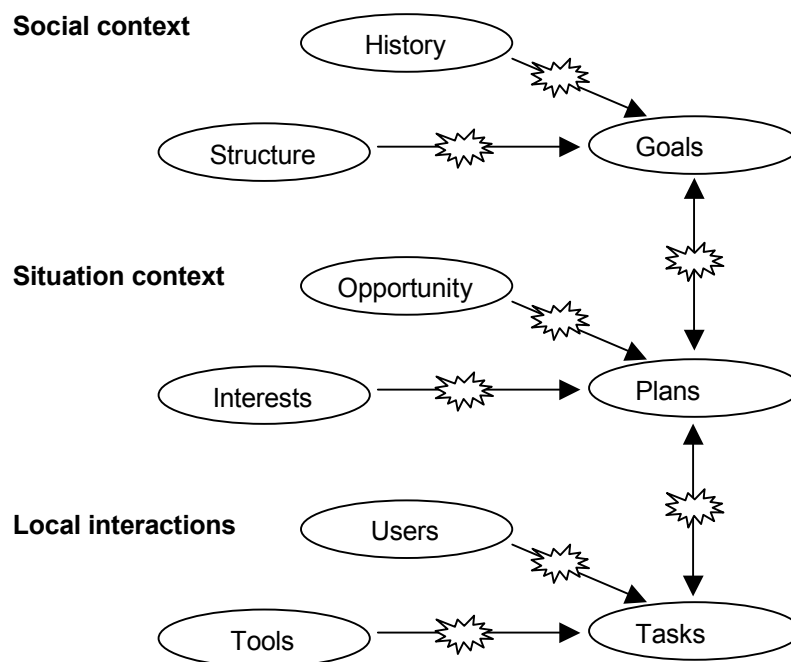 Social context
History
Structure
Goals
Situation context
Opportunity
Interests
Plans
Local interactions
Users
Tools
Tasks